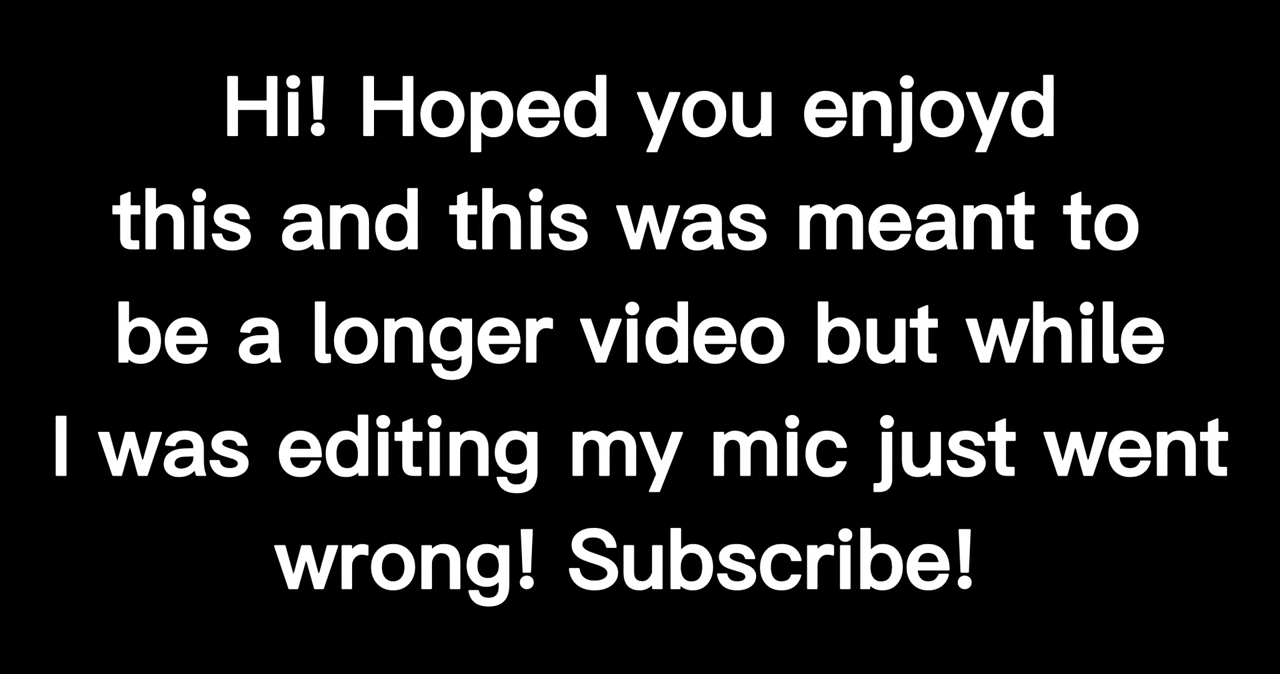 Hi! Hoped you enjoyd
this and this was meant to
be a longer video but while
I was editing my mic just went
wrong! Subscribe!